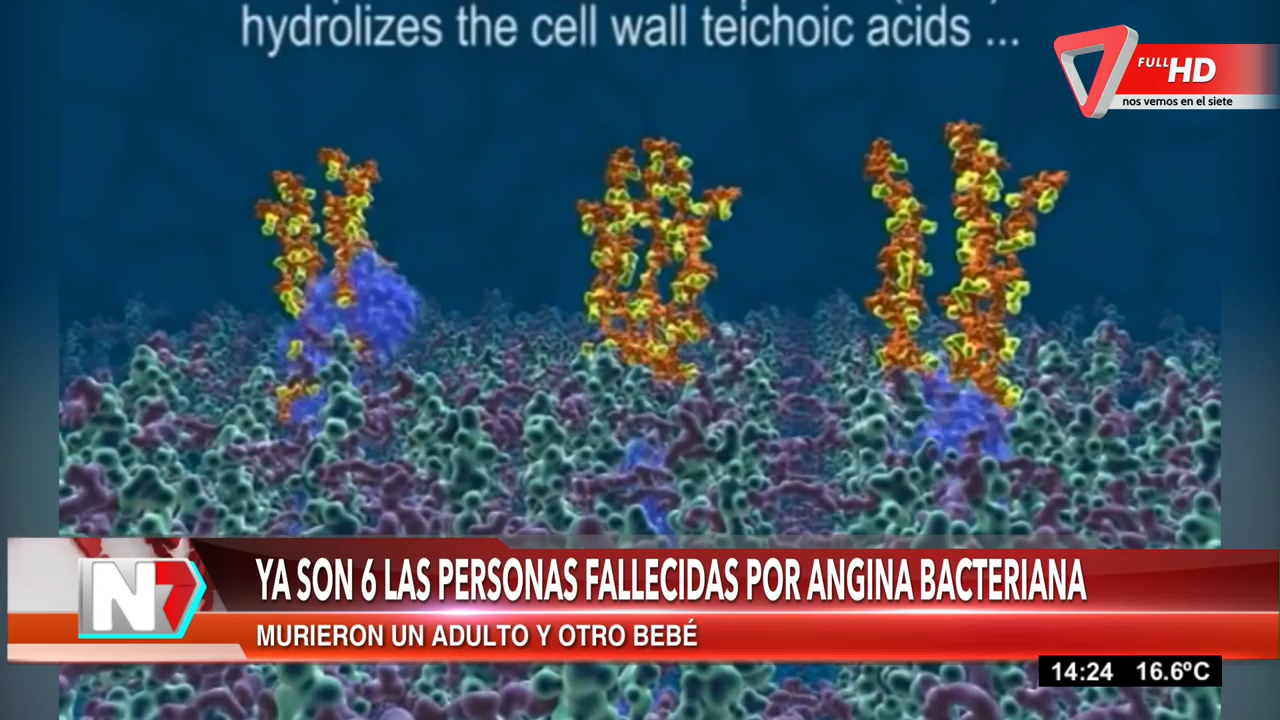 hydrolizes the cell wall teichoic acids ...
FULL HD
nos vemos en el siete
N7
YA SON 6 LAS PERSONAS FALLECIDAS POR ANGINA BACTERIANA
MURIERON UN ADULTO Y OTRO BEBÉ
14:24 16.6ºC